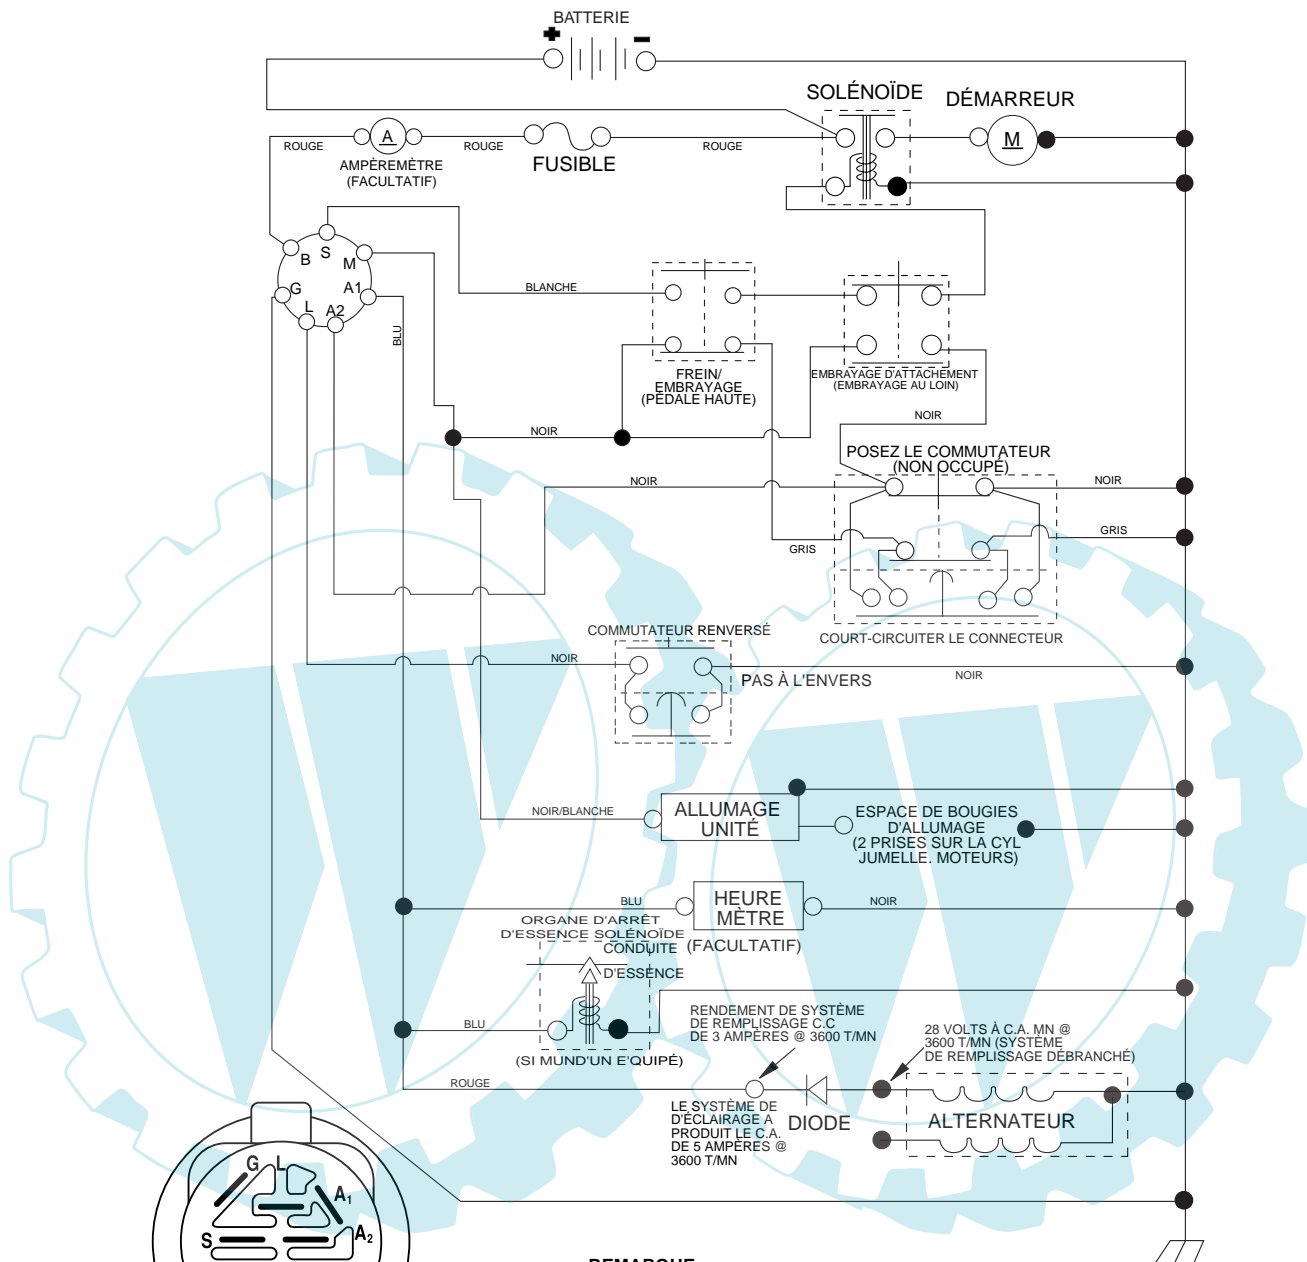 BATTERIE
SOLÉNOÏDE
DÉMARREUR
ROUGE
A
ROUGE
FUSIBLE
ROUGE
M
AMPÈREMÈTRE
(FACULTATIF)
B
S
M
G
A1
L
A2
BLU
BLANCHE
FREIN/
EMBRAYAGE
(PÉDALE HAUTE)
EMBRAYAGE D'ATTACHEMENT
(EMBRAYAGE AU LOIN)
NOIR
NOIR
POSEZ LE COMMUTATEUR
(NON OCCUPÉ)
NOIR
NOIR
GRIS
GRIS
COURT-CIRCUITER LE CONNECTEUR
COMMUTATEUR RENVERSÉ
NOIR
PAS À L'ENVERS
NOIR
NOIR/BLANCHE
ALLUMAGE
UNITÉ
ESPACE DE BOUGIES
D'ALLUMAGE
(2 PRISES SUR LA CYL
JUMELLE. MOTEURS)
BLU
HEURE
MÈTRE
NOIR
(FACULTATIF)
ORGANE D'ARRÊT
D'ESSENCE SOLÉNOÏDE
CONDUITE
D'ESSENCE
BLU
(SI MUND'UN E'QUIPÉ)
RENDEMENT DE SYSTÈME
DE REMPLISSAGE C.C
DE 3 AMPÈRES @ 3600 T/MN
28 VOLTS À C.A. MN @
3600 T/MN (SYSTÈME
DE REMPLISSAGE DÉBRANCHÉ)
ROUGE
LE SYSTÈME DE
D'ÉCLAIRAGE A
PRODUIT LE C.A.
DE 5 AMPÈRES @
3600 T/MN
DIODE
ALTERNATEUR
G
L
A1
A2
S
REMARQUE